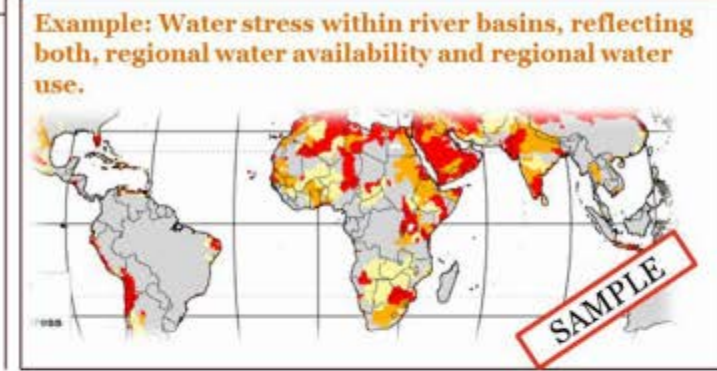 Example: Water stress within river basins, reflecting
both, regional water availability and regional water
use.
SAMPLE